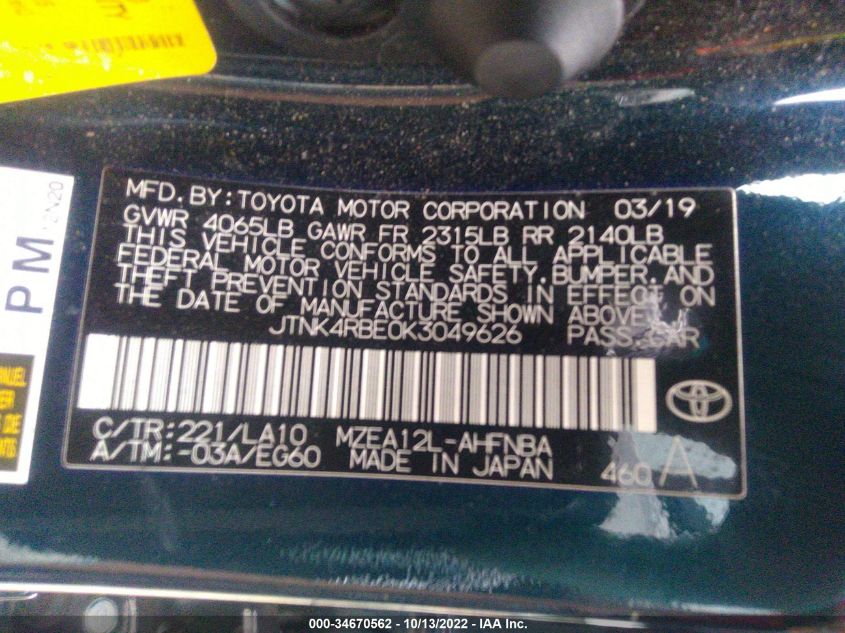 MFD. BY: TOYOTA MOTOR CORPORATION 03/19
GVWR 4065LB GAWR FR 2315LB RR 2140LB
THIS VEHICLE CONFORMS TO ALL APPLICABLE
FEDERAL MOTOR VEHICLE SAFETY, BUMPER, AND
THEFT PREVENTION STANDARDS IN EFFECT ON
THE DATE OF MANUFACTURE SHOWN ABOVE.
JTNK4RBE0K3049626 PASS. CAR
C/TR: 221/LA10 MZEA12L-AHFNBA
A/TM: -03A/EG60 MADE IN JAPAN 460 A
PM
000-34670562 - 10/13/2022 - IAA Inc.